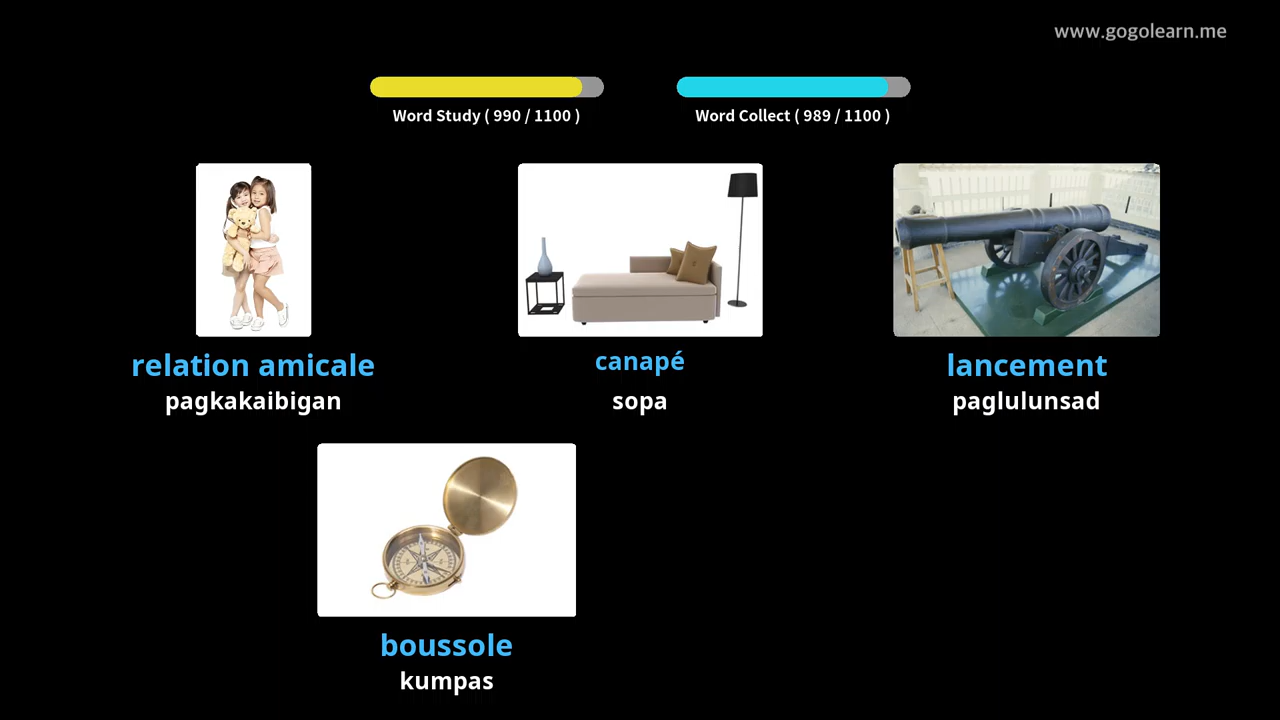 www.gogolearn.me
Word Study ( 990 / 1100 )
Word Collect ( 989 / 1100 )
relation amicale
pagkakaibigan
canapé
sopa
lancement
paglulunsad
boussole
kumpas